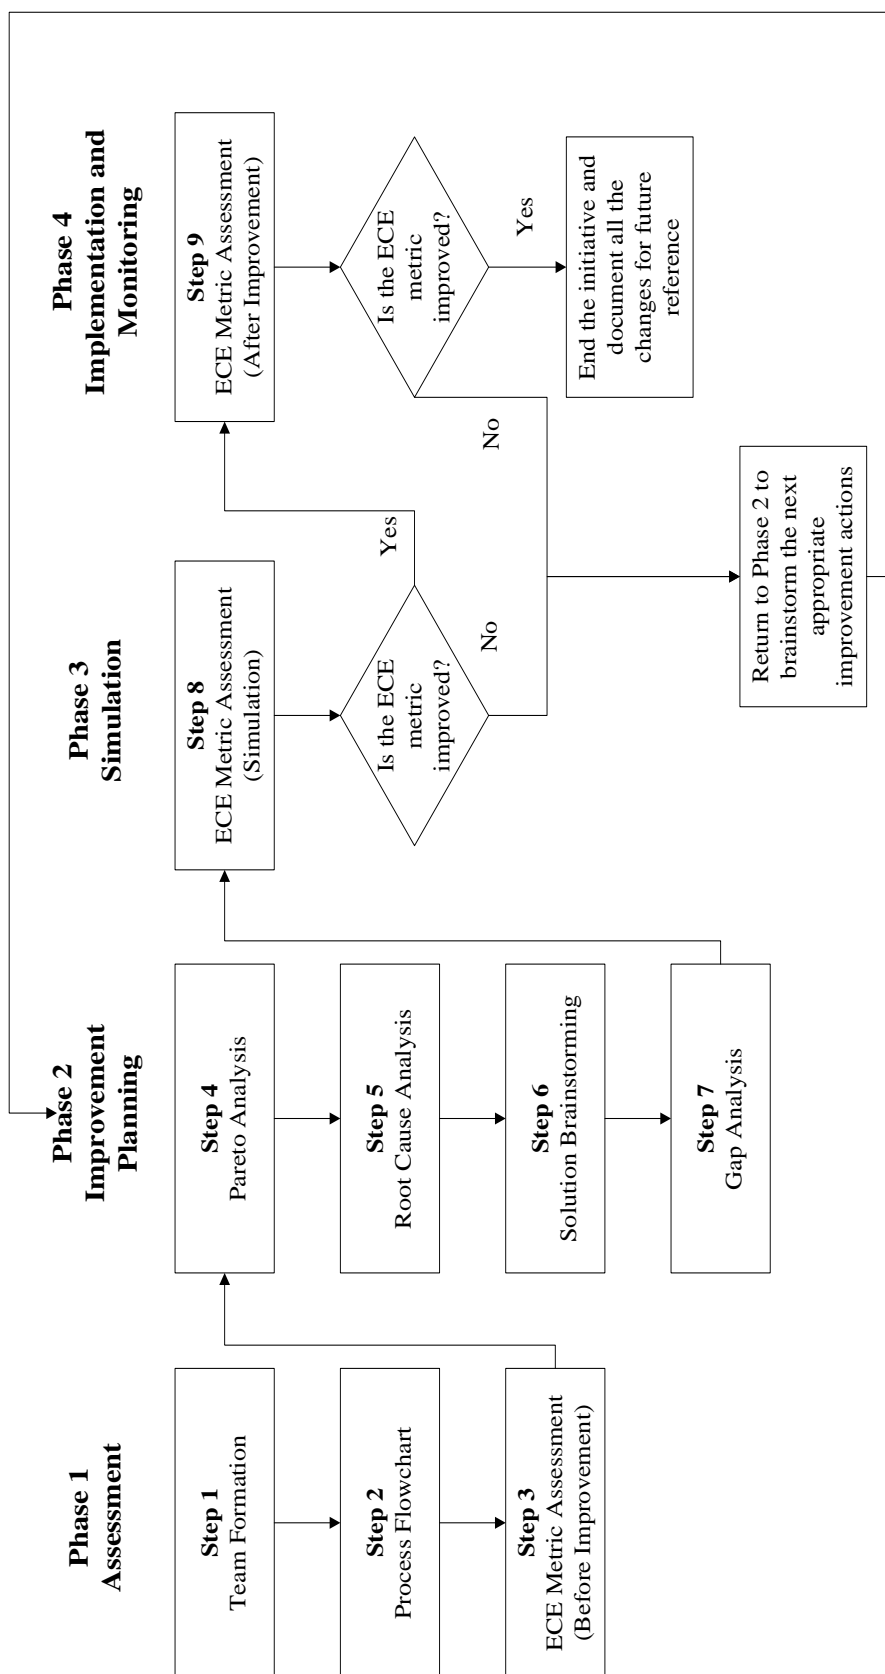 Phase 1
Assessment
Step 1
Team Formation
Step 2
Process Flowchart
Step 3
ECE Metric Assessment
(Before Improvement)
Phase 2
Improvement
Planning
Step 4
Pareto Analysis
Step 5
Root Cause Analysis
Step 6
Solution Brainstorming
Step 7
Gap Analysis
Phase 3
Simulation
Step 8
ECE Metric Assessment
(Simulation)
Is the ECE
metric
improved?
Yes
No
Phase 4
Implementation and
Monitoring
Step 9
ECE Metric Assessment
(After Improvement)
Is the ECE
metric
improved?
Yes
No
End the initiative and
document all the
changes for future
reference
Return to Phase 2 to
brainstorm the next
appropriate
improvement actions